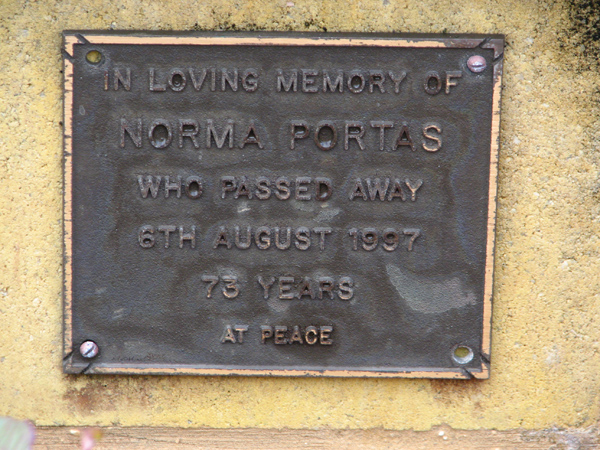 IN LOVING MEMORY OF
NORMA PORTAS
WHO PASSED AWAY
6TH AUGUST 1997
73 YEARS
AT PEACE